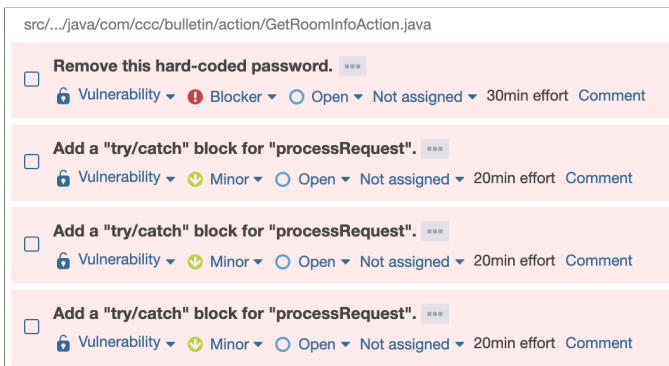 src/.../java/com/ccc/bulletin/action/GetRoomInfoAction.java
Remove this hard-coded password.
Vulnerability Blocker Open Not assigned 30min effort Comment
Add a "try/catch" block for "processRequest".
Vulnerability Minor Open Not assigned 20min effort Comment
Add a "try/catch" block for "processRequest".
Vulnerability Minor Open Not assigned 20min effort Comment
Add a "try/catch" block for "processRequest".
Vulnerability Minor Open Not assigned 20min effort Comment